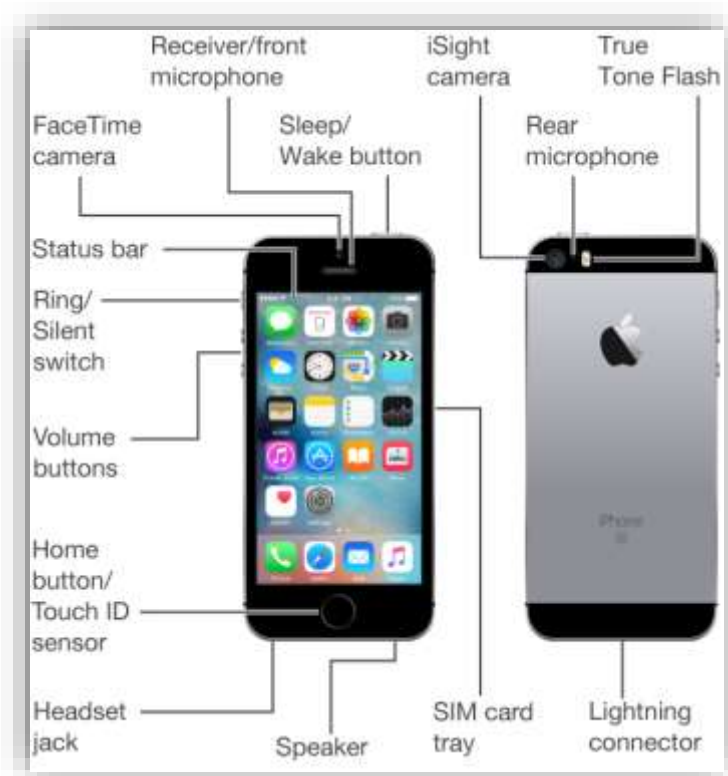 Receiver/front
microphone
iSight
camera
True
Tone Flash
FaceTime
camera
Sleep/
Wake button
Rear
microphone
Status bar
Ring/
Silent
switch
Volume
buttons
Home
button/
Touch ID
sensor
Headset
jack
Speaker
SIM card
tray
Lightning
connector
iPhone